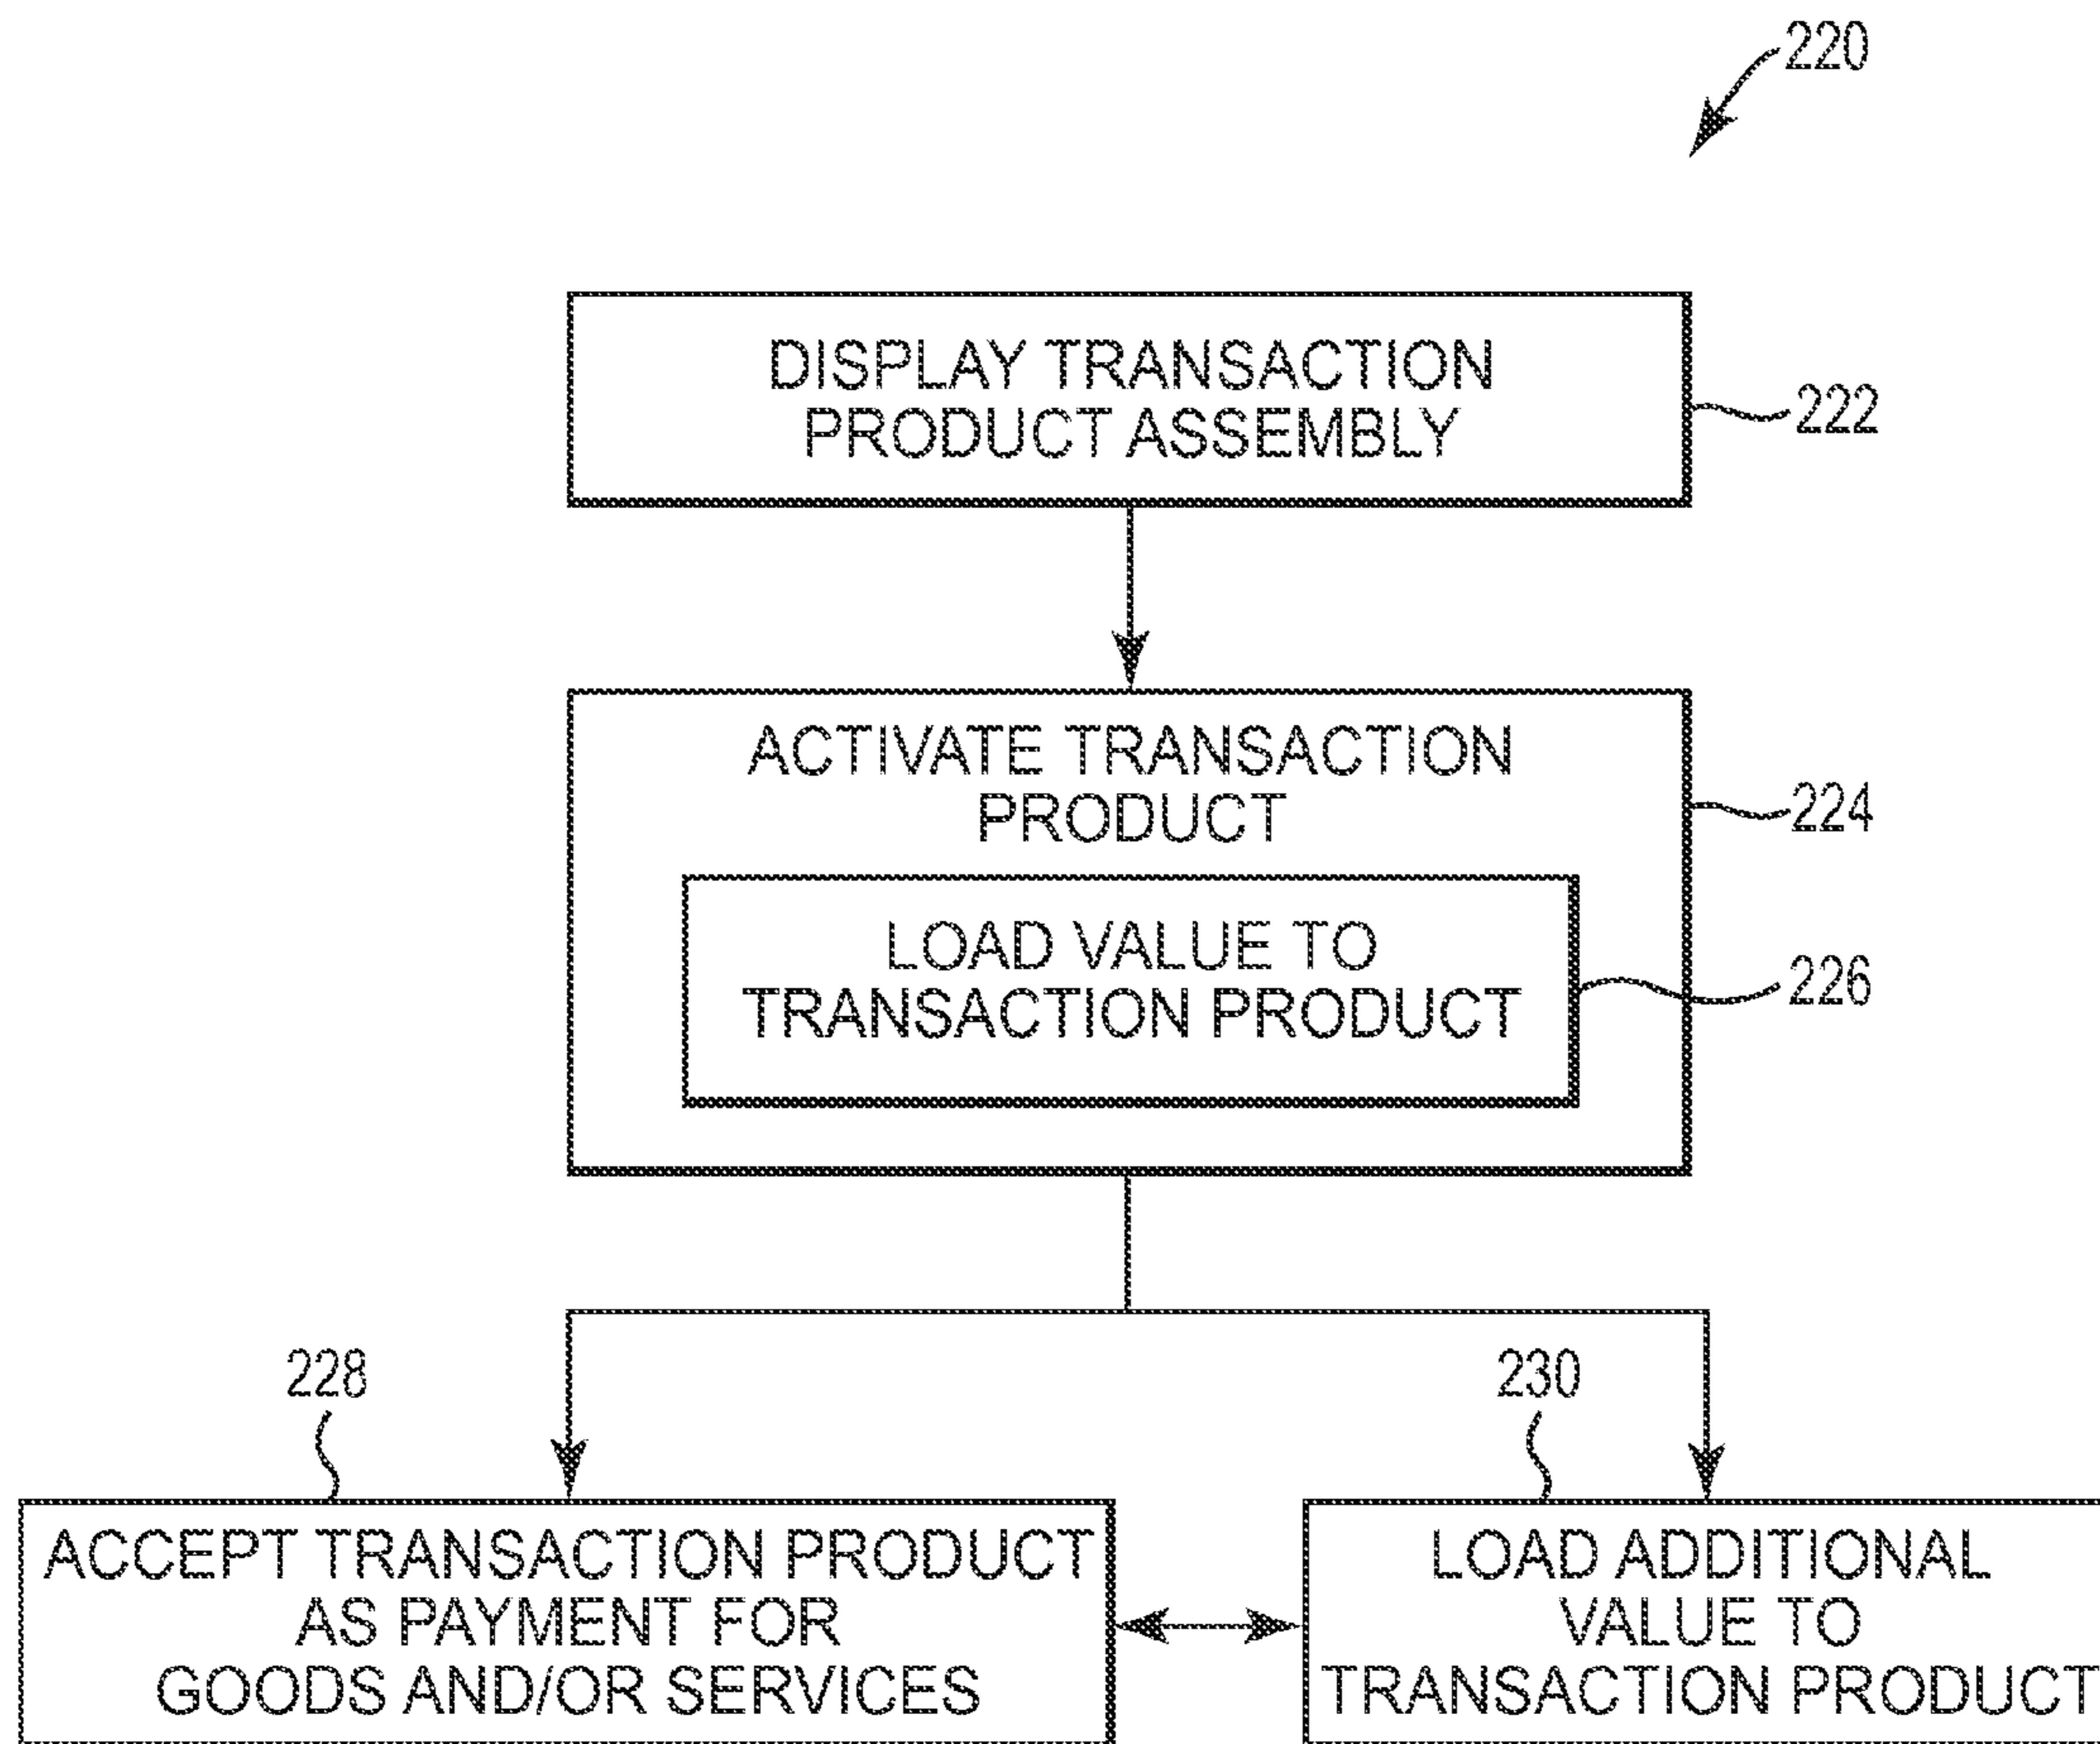 220
DISPLAY TRANSACTION
PRODUCT ASSEMBLY
222
ACTIVATE TRANSACTION
PRODUCT
224
LOAD VALUE TO
TRANSACTION PRODUCT
226
228
230
ACCEPT TRANSACTION PRODUCT
AS PAYMENT FOR
GOODS AND/OR SERVICES
LOAD ADDITIONAL
VALUE TO
TRANSACTION PRODUCT